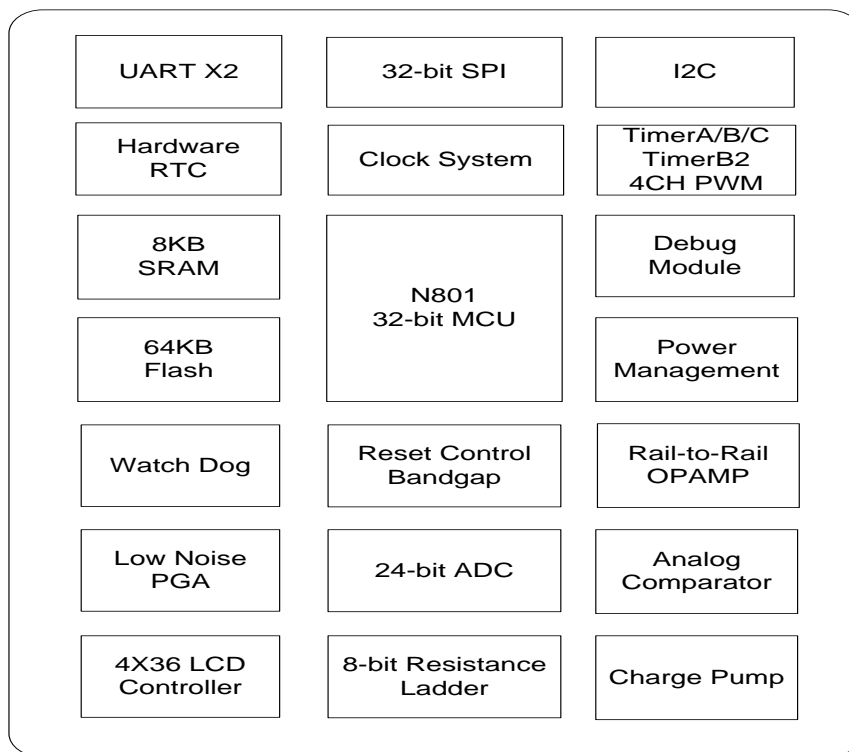 UART X2
32-bit SPI
I2C
Hardware
RTC
Clock System
TimerA/B/C
TimerB2
4CH PWM
8KB
SRAM
N801
32-bit MCU
Debug
Module
64KB
Flash
Power
Management
Watch Dog
Reset Control
Bandgap
Rail-to-Rail
OPAMP
Low Noise
PGA
24-bit ADC
Analog
Comparator
4X36 LCD
Controller
8-bit Resistance
Ladder
Charge Pump